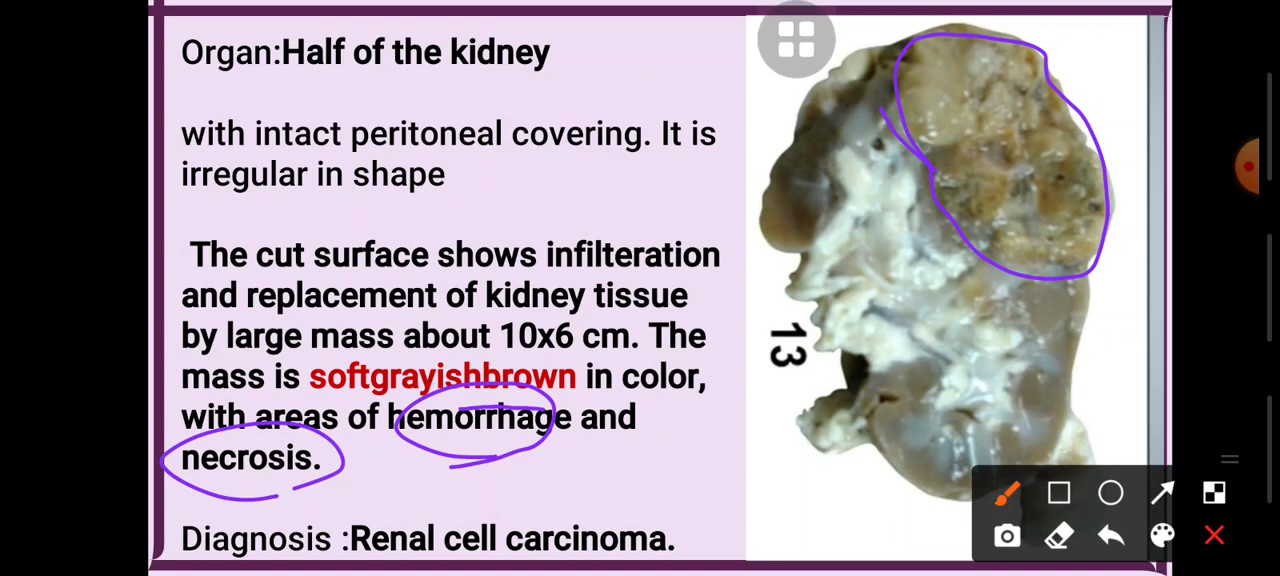 Organ:Half of the kidney
with intact peritoneal covering. It is
irregular in shape
The cut surface shows infilteration
and replacement of kidney tissue
by large mass about 10x6 cm. The
mass is softgrayishbrown in color,
with areas of hemorrhage and
necrosis.
Diagnosis :Renal cell carcinoma.
13